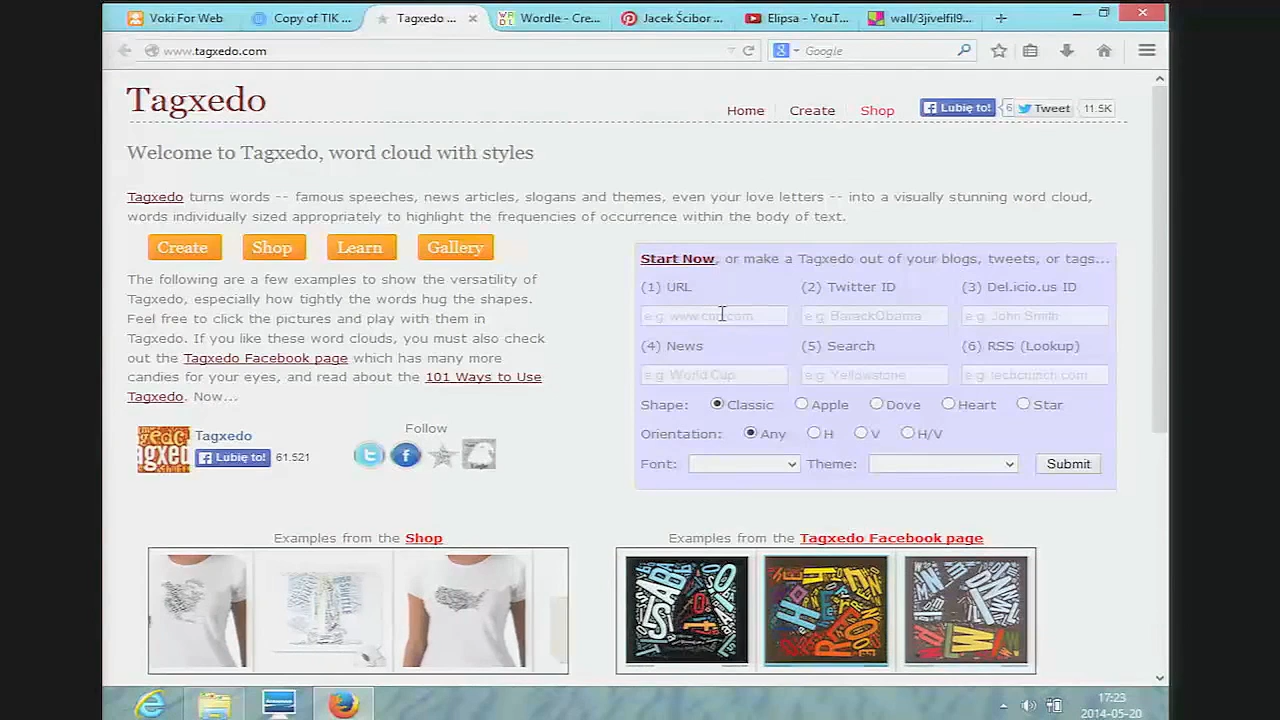 Voki For Web
Copy of TIK ...
Tagxedo ...
Wordle - Cre...
Jacek Ścibor ...
Elipsa - YouT...
wall/3jivelfil9...
www.tagxedo.com
Google
Tagxedo
Home
Create
Shop
Lubię to!
6
Tweet
11.5K
Welcome to Tagxedo, word cloud with styles
Tagxedo turns words -- famous speeches, news articles, slogans and themes, even your love letters -- into a visually stunning word cloud,
words individually sized appropriately to highlight the frequencies of occurrence within the body of text.
Create
Shop
Learn
Gallery
The following are a few examples to show the versatility of
Tagxedo, especially how tightly the words hug the shapes.
Feel free to click the pictures and play with them in
Tagxedo. If you like these word clouds, you must also check
out the Tagxedo Facebook page which has many more
candies for your eyes, and read about the 101 Ways to Use
Tagxedo. Now...
Tagxedo
Lubię to!
61.521
Follow
Start Now, or make a Tagxedo out of your blogs, tweets, or tags...
(1) URL
(2) Twitter ID
(3) Del.icio.us ID
e.g. www.cnn.com
e.g. BarackObama
e.g. John Smith
(4) News
(5) Search
(6) RSS (Lookup)
e.g. World Cup
e.g. Yellowstone
e.g. techcrunch.com
Shape:
Classic
Apple
Dove
Heart
Star
Orientation:
Any
H
V
H/V
Font:
Theme:
Submit
Examples from the Shop
Examples from the Tagxedo Facebook page
17:23
2014-05-20